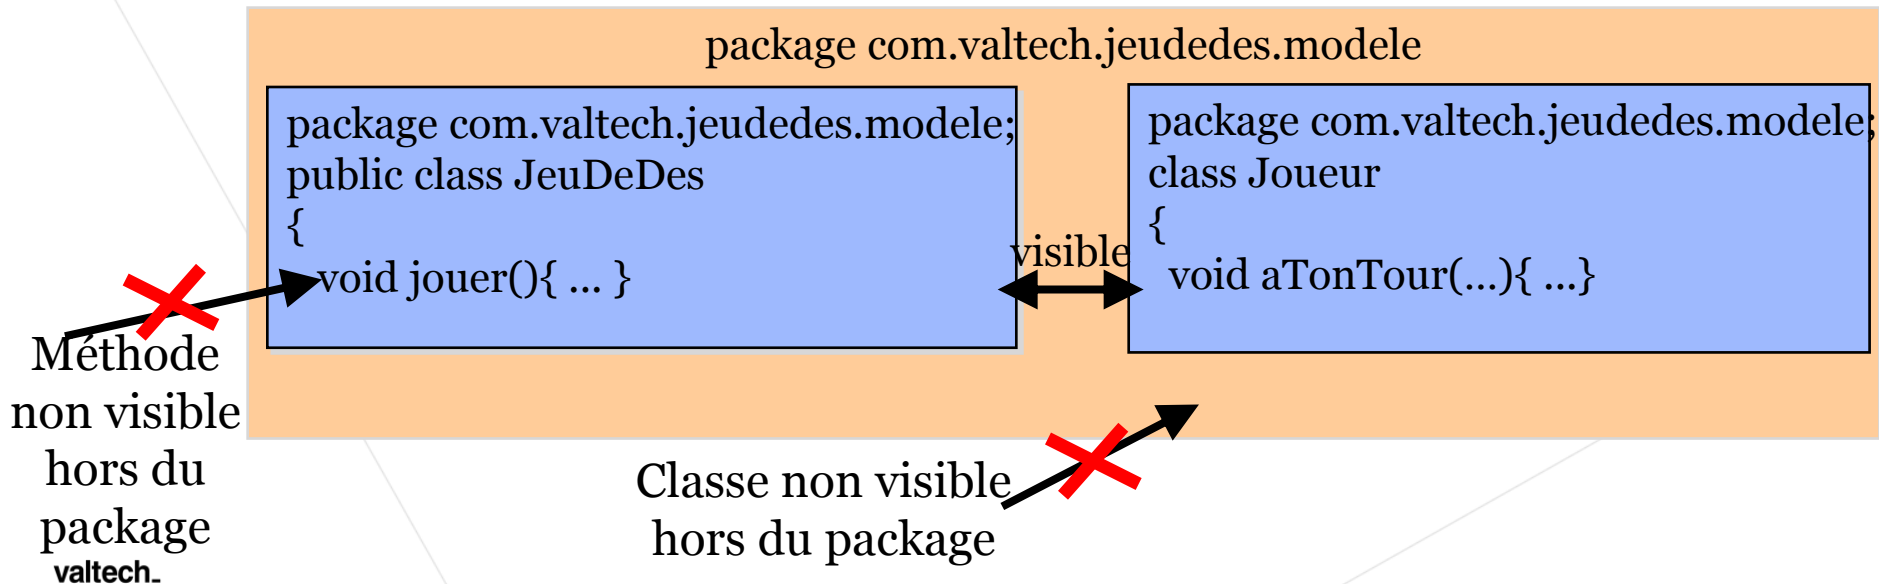 package com.valtech.jeudedes.modele
package com.valtech.jeudedes.modele;
public class JeuDeDes
{
void jouer(){ ... }
visible
package com.valtech.jeudedes.modele;
class Joueur
{
void aTonTour(...){ ...}
Méthode
non visible
hors du
package
Classe non visible
hors du package
valtech_